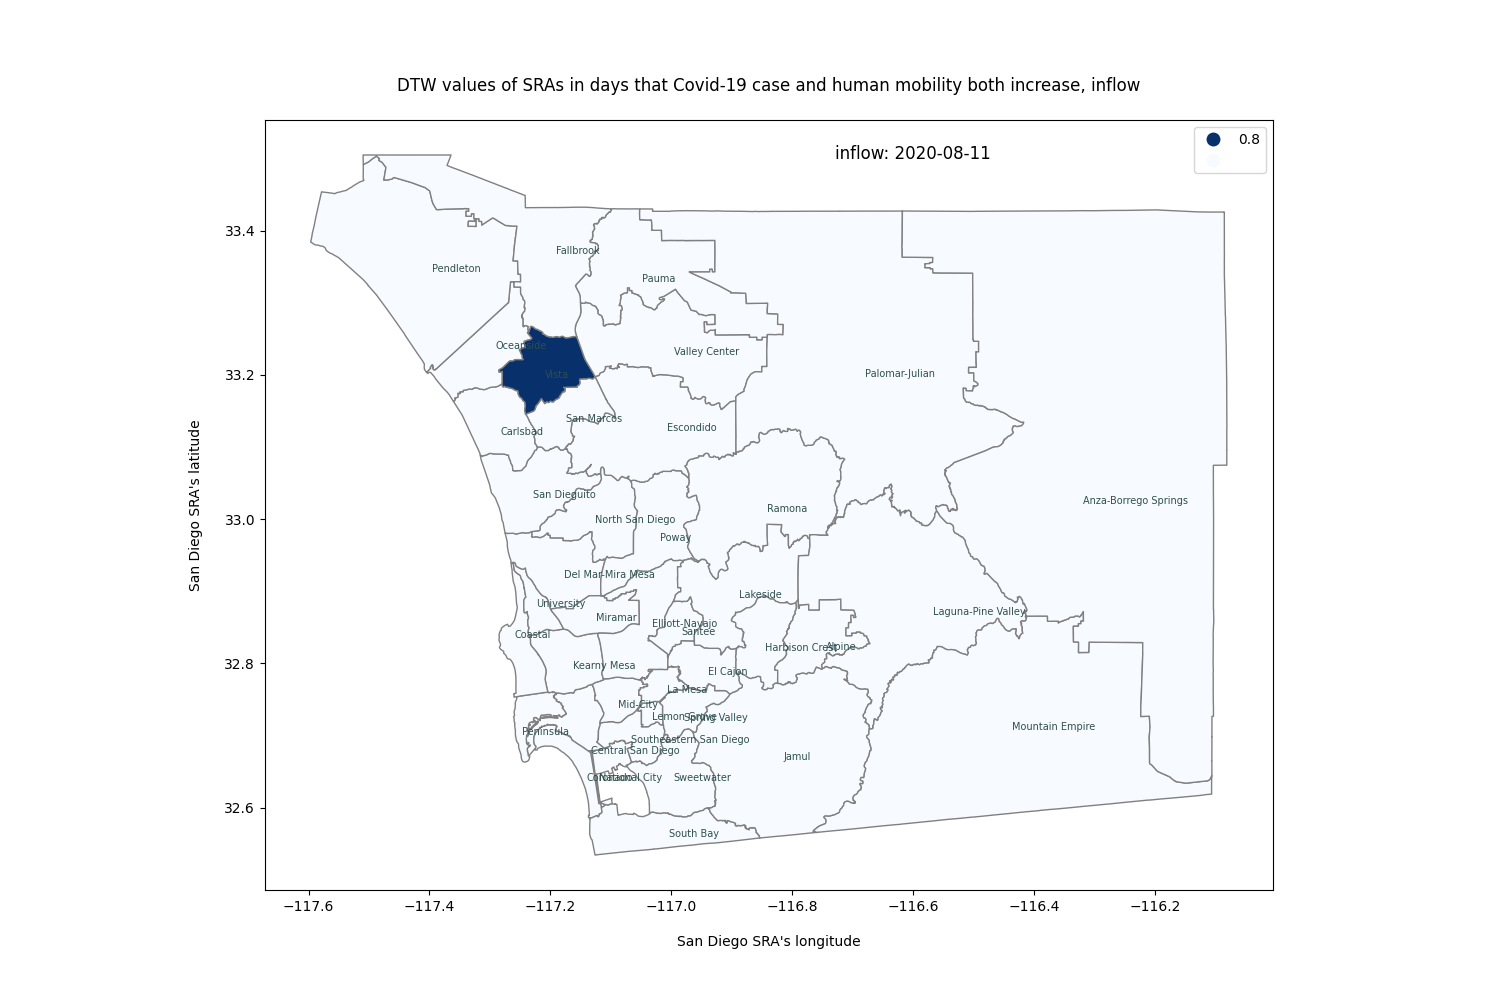 DTW values of SRAs in days that Covid-19 case and human mobility both increase, inflow
0.8
inflow: 2020-08-11
33.4
Fallbrook
Pendleton
Pauma
Oceanside
Valley Center
33.2
Vista
Palomar-Julian
San Marcos
Escondido
Carlsbad
San Dieguito
Anza-Borrego Springs
Ramona
33.0
North San Diego
Poway
Del Mar-Mira Mesa
Lakeside
University
Laguna-Pine Valley
Miramar
Elliott-Navajo
Santee
Coastal
Harbison Crest
Alpine
32.8
Kearny Mesa
El Cajon
La Mesa
Mid-City
Lemon Grove
Spring Valley
Mountain Empire
Peninsula
Southeastern San Diego
Central San Diego
Jamul
Coronado
National City
Sweetwater
32.6
South Bay
−117.6
−117.4
−117.2
−117.0
−116.8
−116.6
−116.4
−116.2
San Diego SRA's longitude
San Diego SRA's latitude